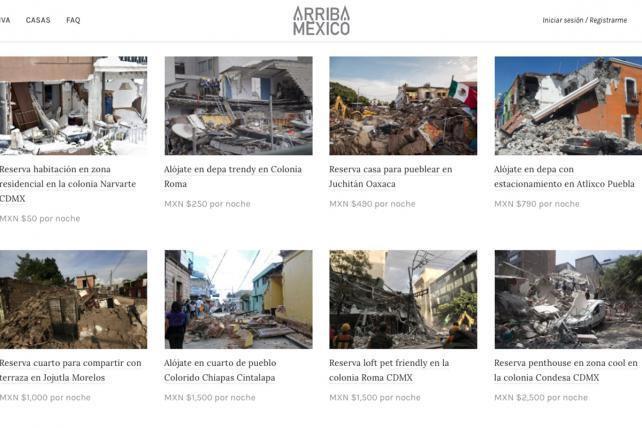 IVA CASAS FAQ
ARRIBA
MÉXICO
Iniciar sesión / Registrarme
Reserva habitación en zona
residencial en la colonia Narvarte
CDMX
MXN $50 por noche
Alójate en depa trendy en Colonia
Roma
MXN $250 por noche
Reserva casa para pueblear en
Juchitán Oaxaca
MXN $490 por noche
Alójate en depa con
estacionamiento en Atlixco Puebla
MXN $790 por noche
Reserva cuarto para compartir con
terraza en Jojutla Morelos
MXN $1,000 por noche
Alójate en cuarto de pueblo
Colorido Chiapas Cintalapa
MXN $1,500 por noche
Reserva loft pet friendly en la
colonia Roma CDMX
MXN $1,500 por noche
Reserva penthouse en zona cool en
la colonia Condesa CDMX
MXN $2,500 por noche